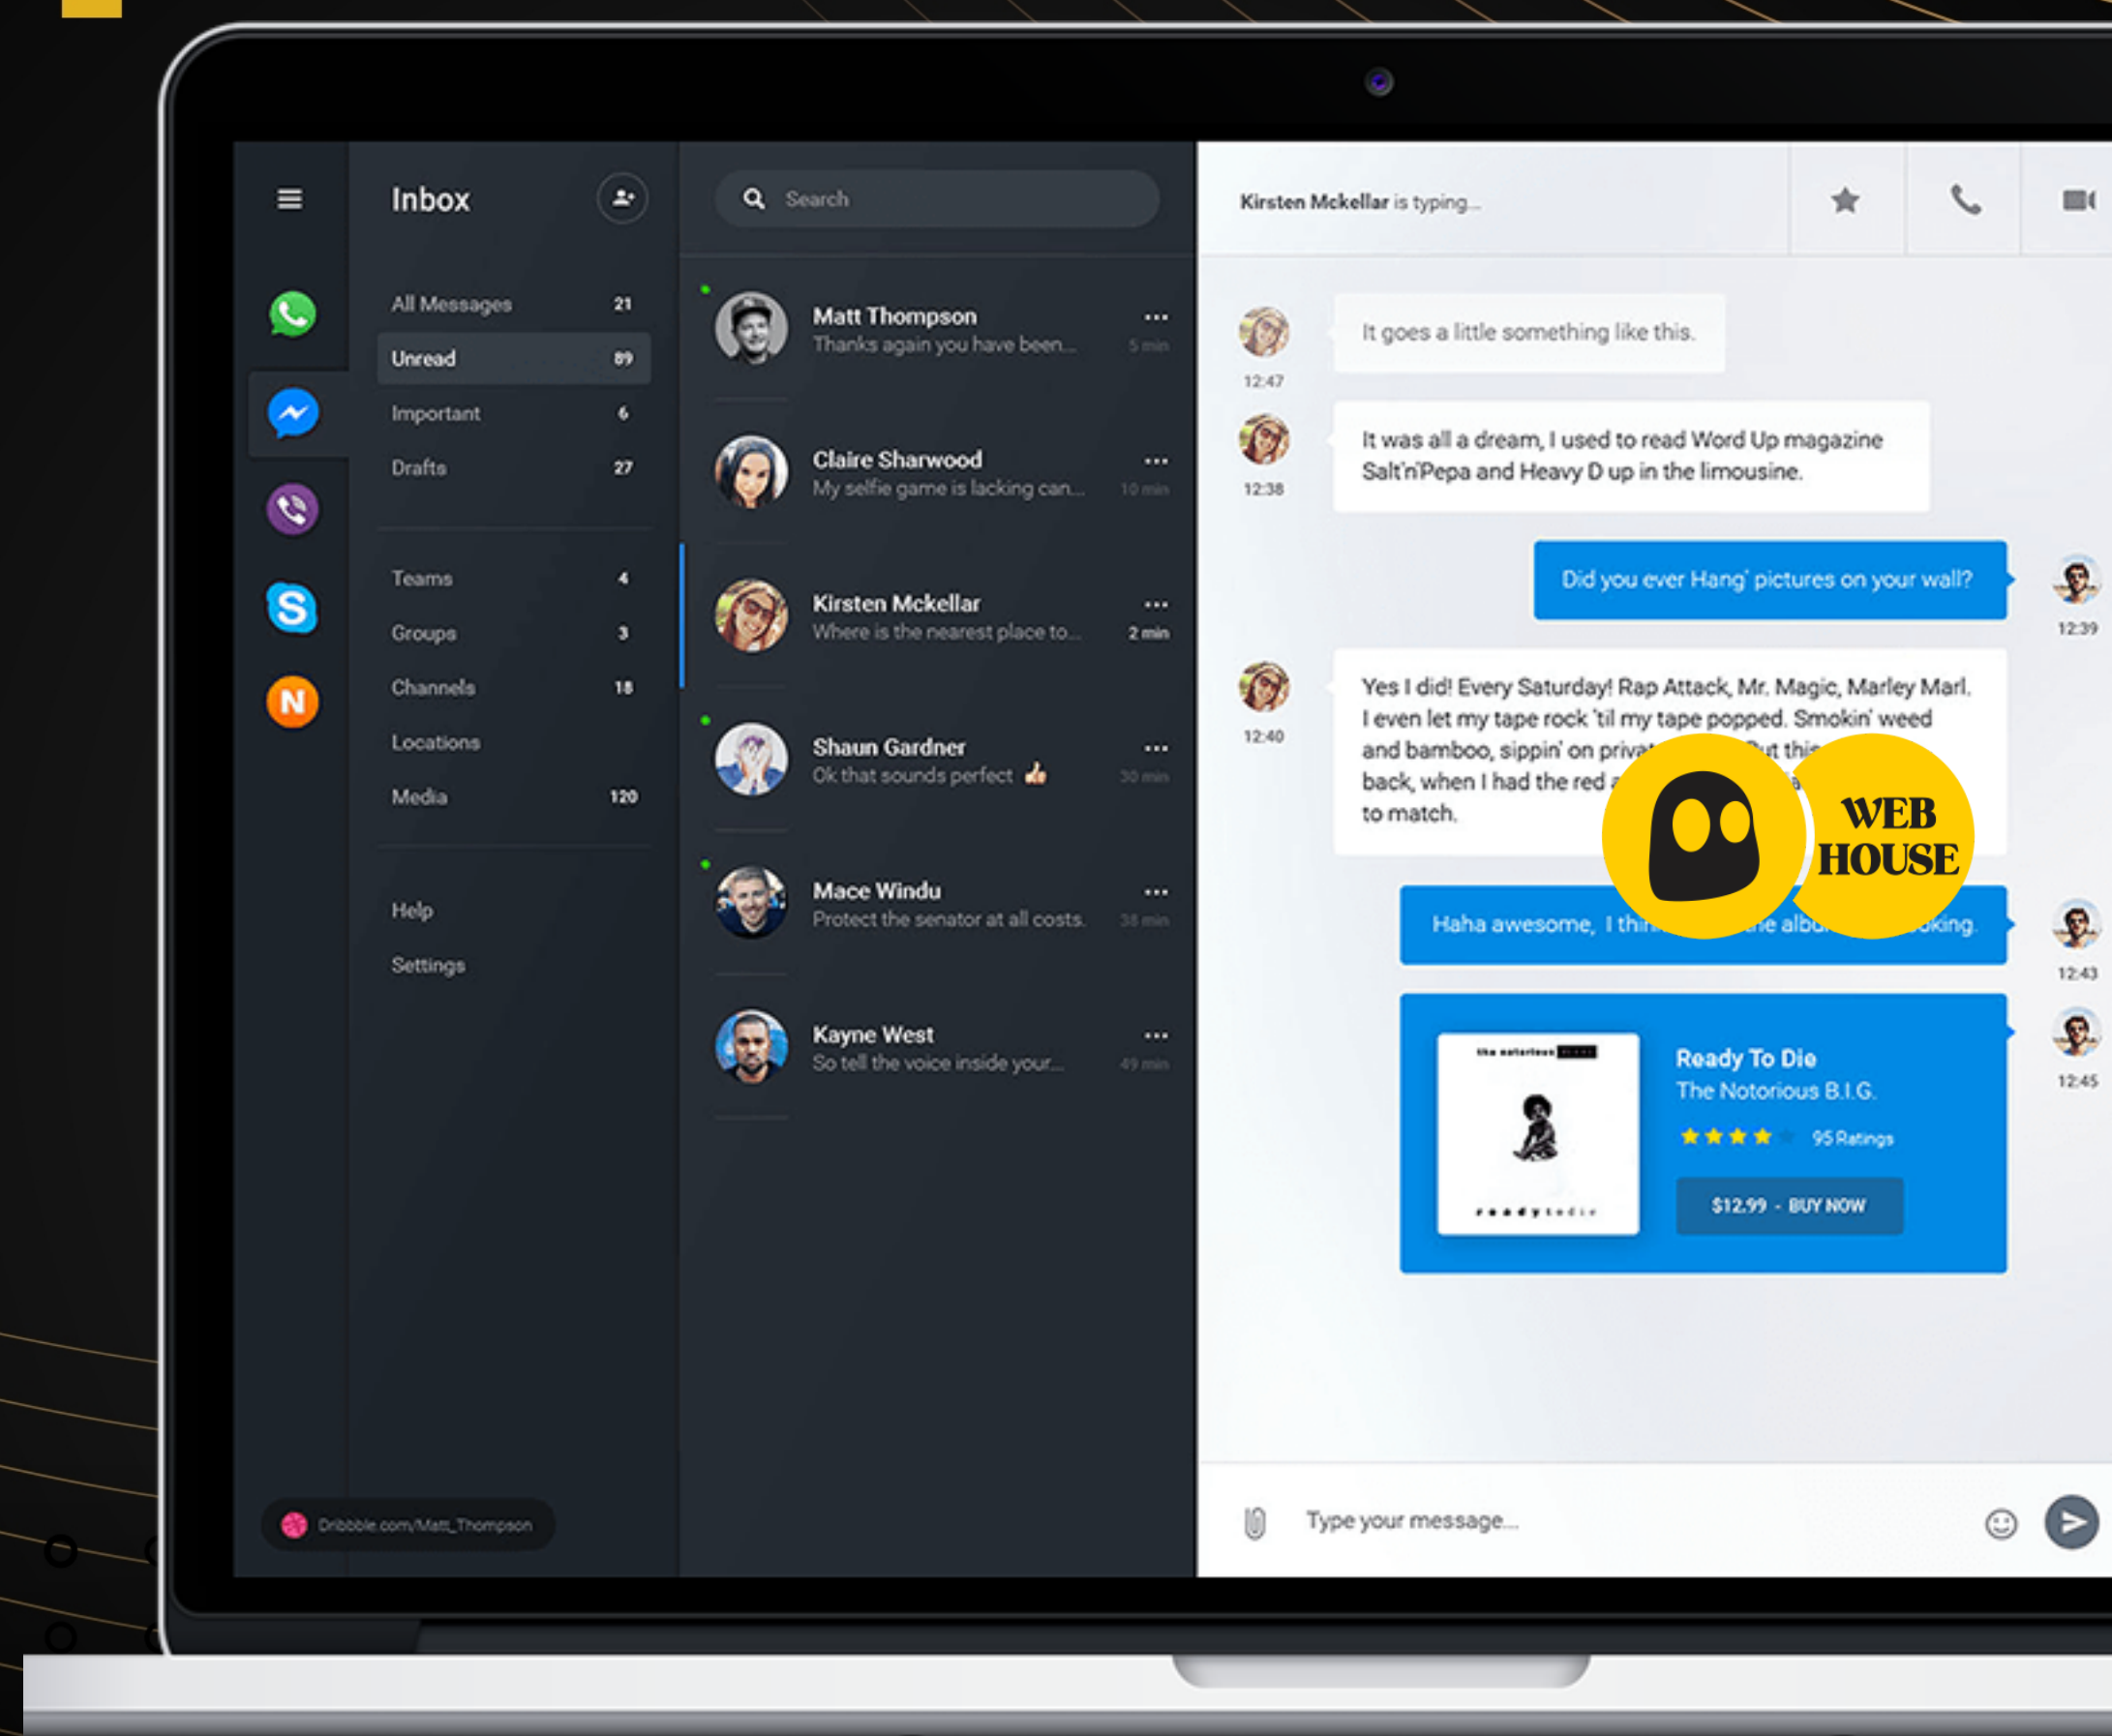 Inbox
All Messages 21
Unread 89
Important 6
Drafts 27
Teams 4
Groups 3
Channels 18
Locations
Media 120
Help
Settings
Dribbble.com/Matt_Thompson
Search
Matt Thompson
Thanks again you have been...
5 min
Claire Sharwood
My selfie game is lacking can...
10 min
Kirsten Mckellar
Where is the nearest place to...
2 min
Shaun Gardner
Ok that sounds perfect
30 min
Mace Windu
Protect the senator at all costs.
38 min
Kayne West
So tell the voice inside your...
49 min
Kirsten Mckellar is typing...
It goes a little something like this.
12:47
It was all a dream, I used to read Word Up magazine
Salt'n'Pepa and Heavy D up in the limousine.
12:38
Did you ever Hang' pictures on your wall?
12:39
Yes I did! Every Saturday! Rap Attack, Mr. Magic, Marley Marl.
I even let my tape rock 'til my tape popped. Smokin' weed
and bamboo, sippin' on
back, when I had the red
to match.
12:40
WEB
HOUSE
Haha awesome, I
12:43
the notorious
readytodie
Ready To Die
The Notorious B.I.G.
95 Ratings
$12.99 - BUY NOW
12:45
Type your message...
S
N